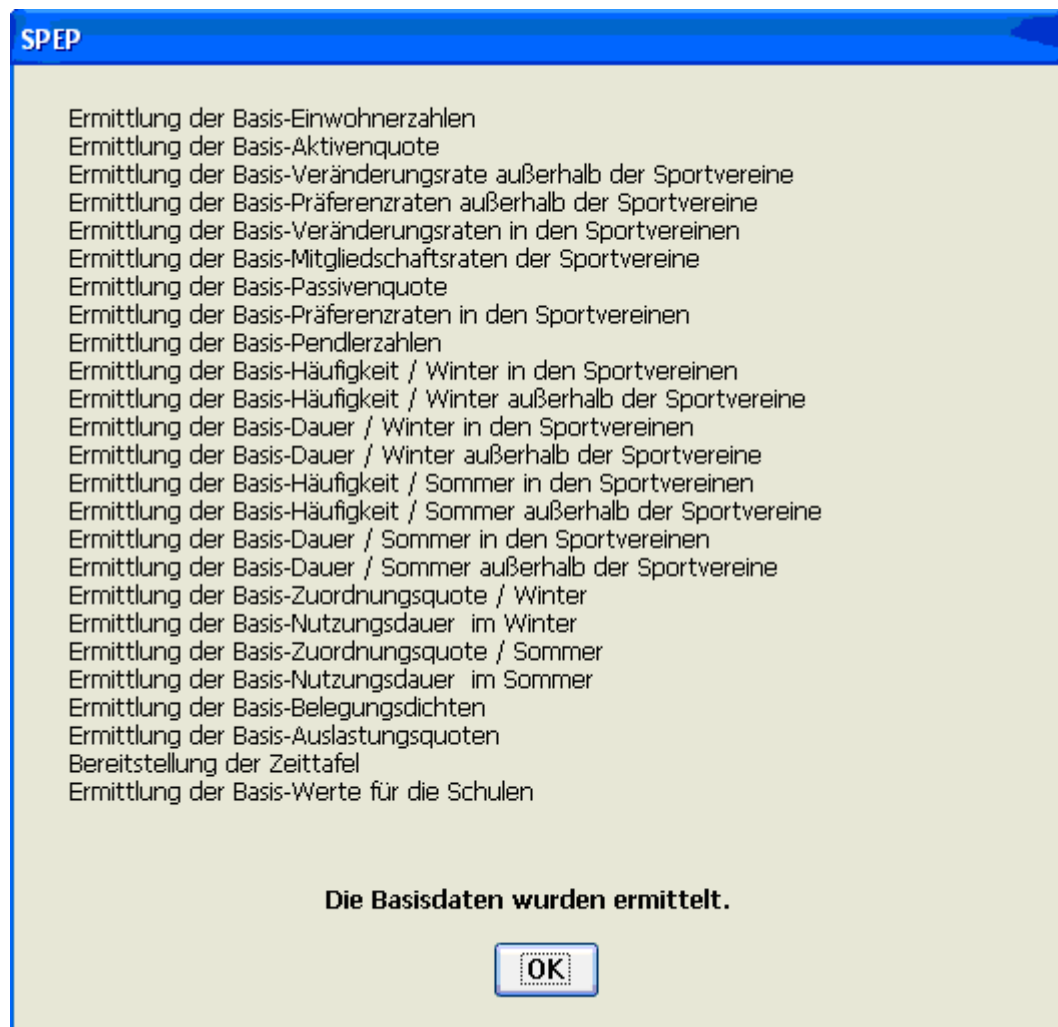 SPEP
Ermittlung der Basis-Einwohnerzahlen
Ermittlung der Basis-Aktivenquote
Ermittlung der Basis-Veränderungsrate außerhalb der Sportvereine
Ermittlung der Basis-Präferenzraten außerhalb der Sportvereine
Ermittlung der Basis-Veränderungsraten in den Sportvereinen
Ermittlung der Basis-Mitgliedschaftsraten der Sportvereine
Ermittlung der Basis-Passivenquote
Ermittlung der Basis-Präferenzraten in den Sportvereinen
Ermittlung der Basis-Pendlerzahlen
Ermittlung der Basis-Häufigkeit / Winter in den Sportvereinen
Ermittlung der Basis-Häufigkeit / Winter außerhalb der Sportvereine
Ermittlung der Basis-Dauer / Winter in den Sportvereinen
Ermittlung der Basis-Dauer / Winter außerhalb der Sportvereine
Ermittlung der Basis-Häufigkeit / Sommer in den Sportvereinen
Ermittlung der Basis-Häufigkeit / Sommer außerhalb der Sportvereine
Ermittlung der Basis-Dauer / Sommer in den Sportvereinen
Ermittlung der Basis-Dauer / Sommer außerhalb der Sportvereine
Ermittlung der Basis-Zuordnungsquote / Winter
Ermittlung der Basis-Nutzungsdauer  im Winter
Ermittlung der Basis-Zuordnungsquote / Sommer
Ermittlung der Basis-Nutzungsdauer  im Sommer
Ermittlung der Basis-Belegungsdichten
Ermittlung der Basis-Auslastungsquoten
Bereitstellung der Zeittafel
Ermittlung der Basis-Werte für die Schulen
Die Basisdaten wurden ermittelt.
OK